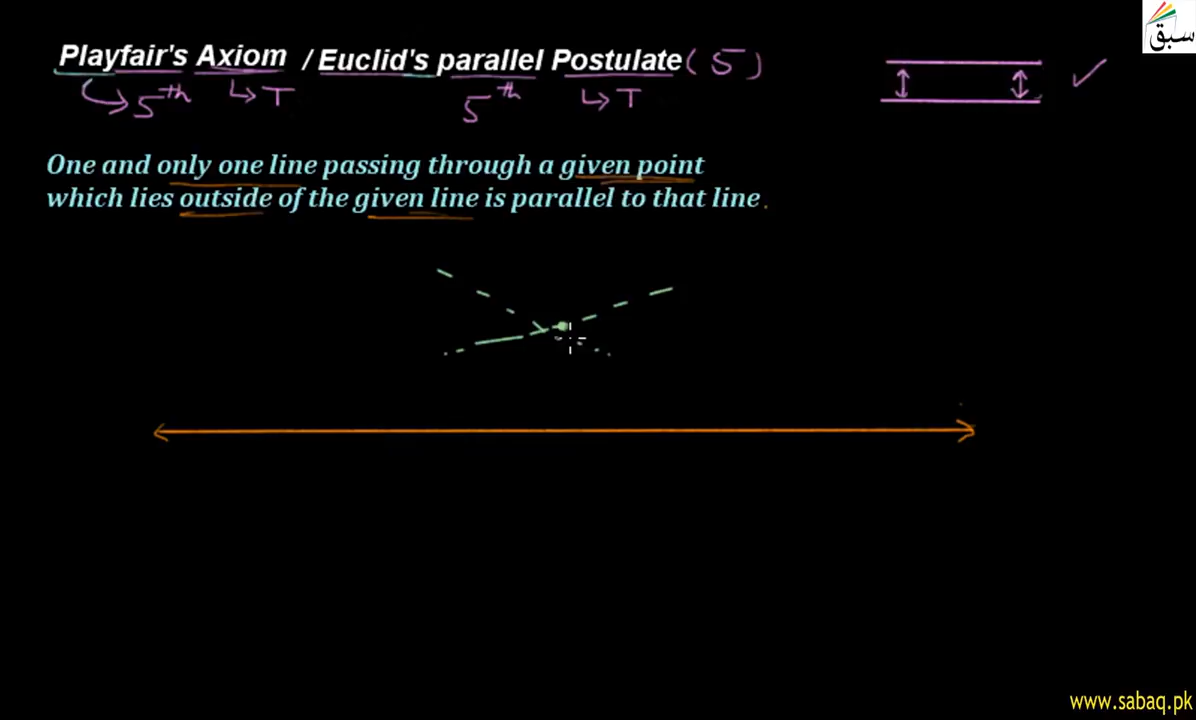 Playfair's Axiom / Euclid's parallel Postulate (5)
5th T 5th T
One and only one line passing through a given point
which lies outside of the given line is parallel to that line.
سبق
www.sabaq.pk